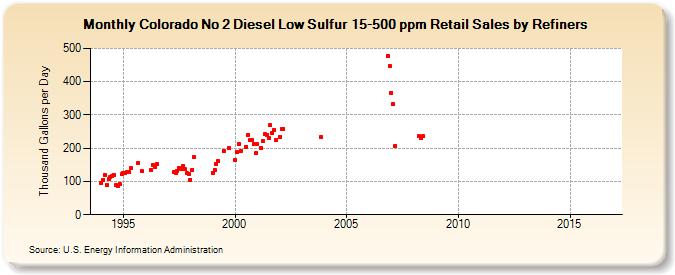 Monthly Colorado No 2 Diesel Low Sulfur 15-500 ppm Retail Sales by Refiners
Thousand Gallons per Day
500
400
300
200
100
0
1995 2000 2005 2010 2015
Source: U.S. Energy Information Administration